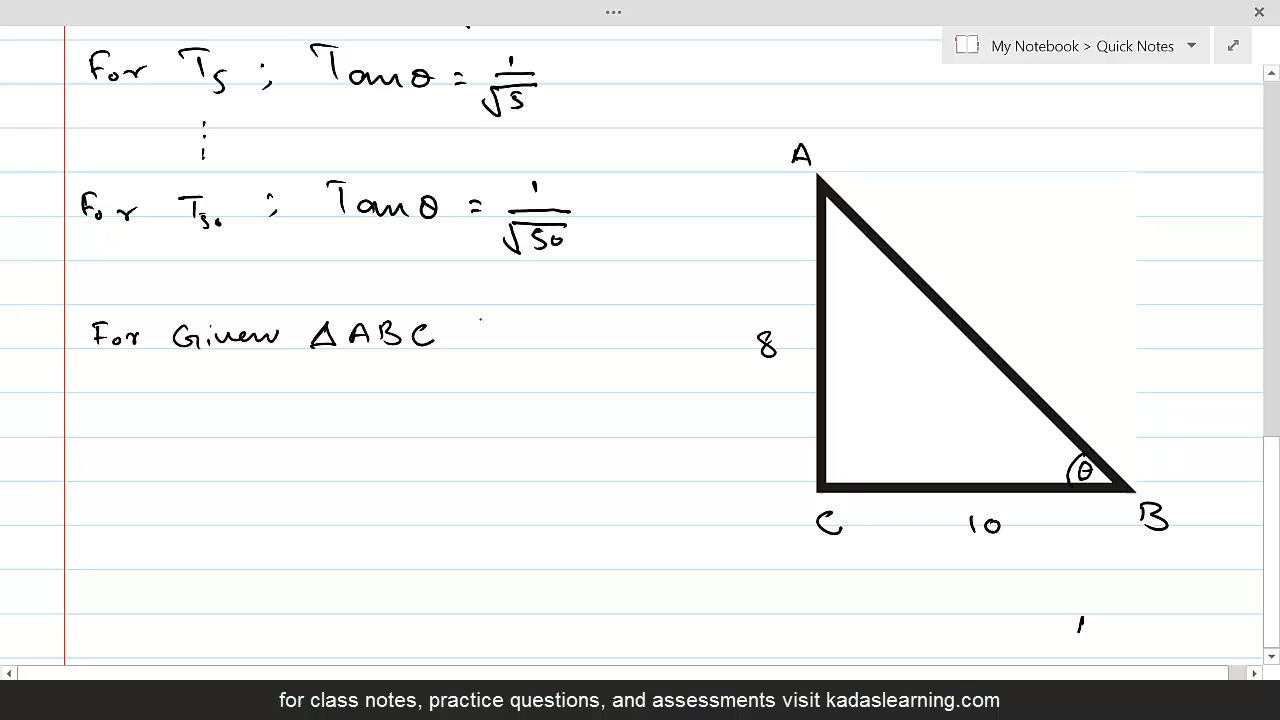 ...
My Notebook > Quick Notes
For T5 ; Tanθ = 1/√5
⋮
For T50 ; Tanθ = 1/√50
For Given ΔABC
A
8
θ
C
10
B
1
for class notes, practice questions, and assessments visit kadaslearning.com